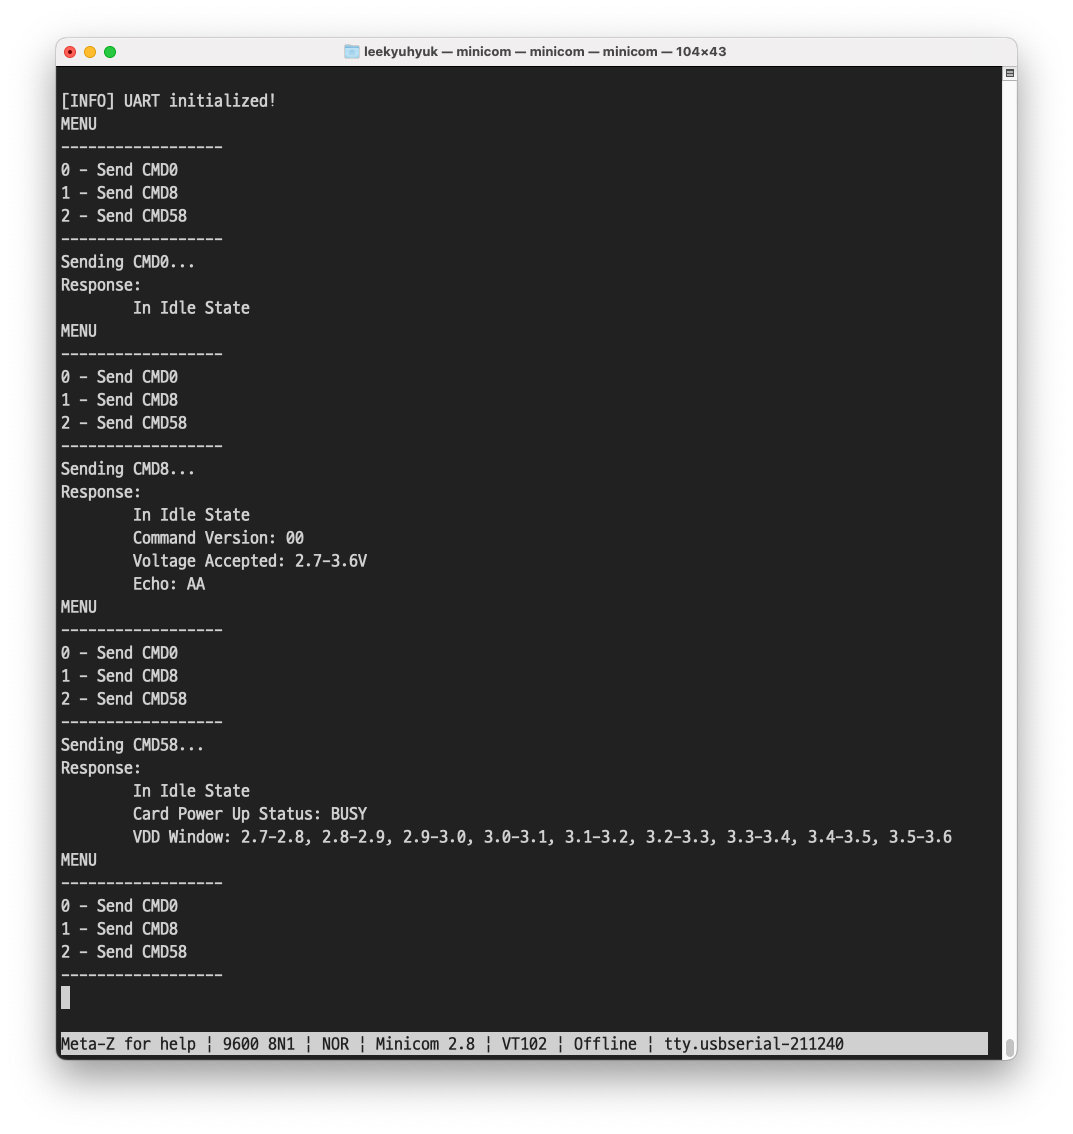 leekyuhyuk — minicom — minicom — minicom — 104×43
[INFO] UART initialized!
MENU
------------------
0 - Send CMD0
1 - Send CMD8
2 - Send CMD58
------------------
Sending CMD0...
Response:
        In Idle State
MENU
------------------
0 - Send CMD0
1 - Send CMD8
2 - Send CMD58
------------------
Sending CMD8...
Response:
        In Idle State
        Command Version: 00
        Voltage Accepted: 2.7-3.6V
        Echo: AA
MENU
------------------
0 - Send CMD0
1 - Send CMD8
2 - Send CMD58
------------------
Sending CMD58...
Response:
        In Idle State
        Card Power Up Status: BUSY
        VDD Window: 2.7-2.8, 2.8-2.9, 2.9-3.0, 3.0-3.1, 3.1-3.2, 3.2-3.3, 3.3-3.4, 3.4-3.5, 3.5-3.6
MENU
------------------
0 - Send CMD0
1 - Send CMD8
2 - Send CMD58
------------------
Meta-Z for help ¦ 9600 8N1 ¦ NOR ¦ Minicom 2.8 ¦ VT102 ¦ Offline ¦ tty.usbserial-211240